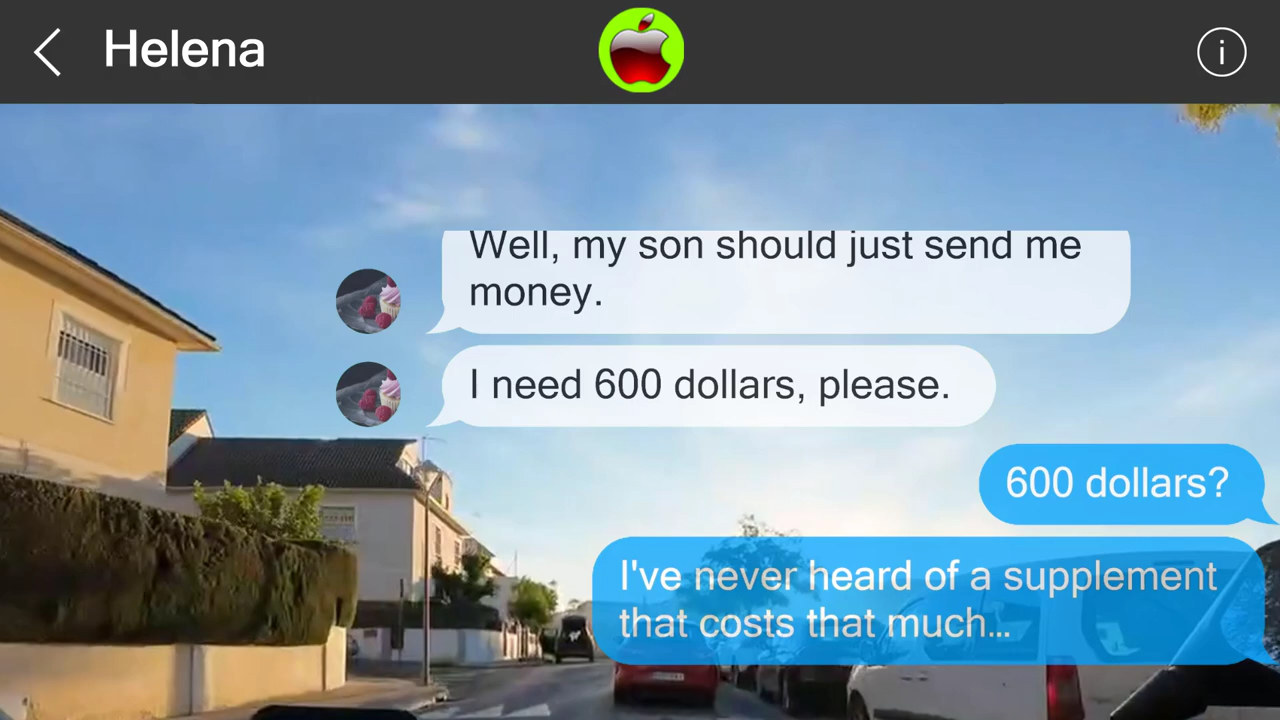 Helena
Well, my son should just send me
money.
I need 600 dollars, please.
600 dollars?
I've never heard of a supplement
that costs that much...